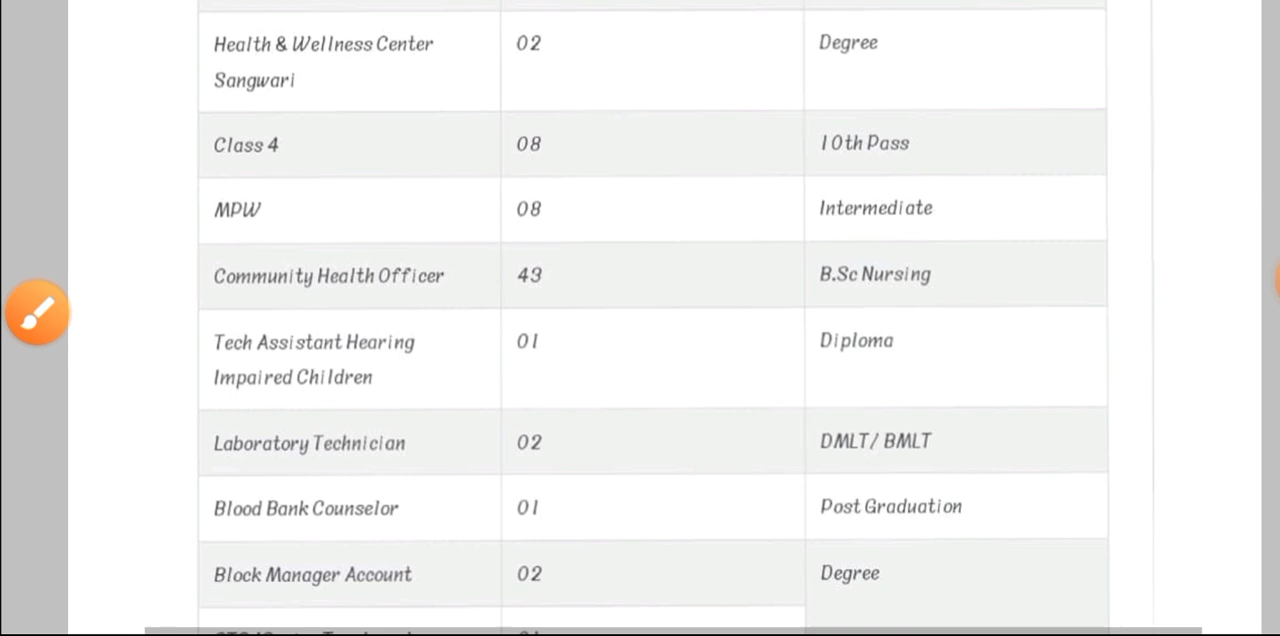 Health & Wellness Center 02 Degree
Sangwari
Class 4 08 10th Pass
MPW 08 Intermediate
Community Health Officer 43 B.Sc Nursing
Tech Assistant Hearing 01 Diploma
Impaired Children
Laboratory Technician 02 DMLT/ BMLT
Blood Bank Counselor 01 Post Graduation
Block Manager Account 02 Degree